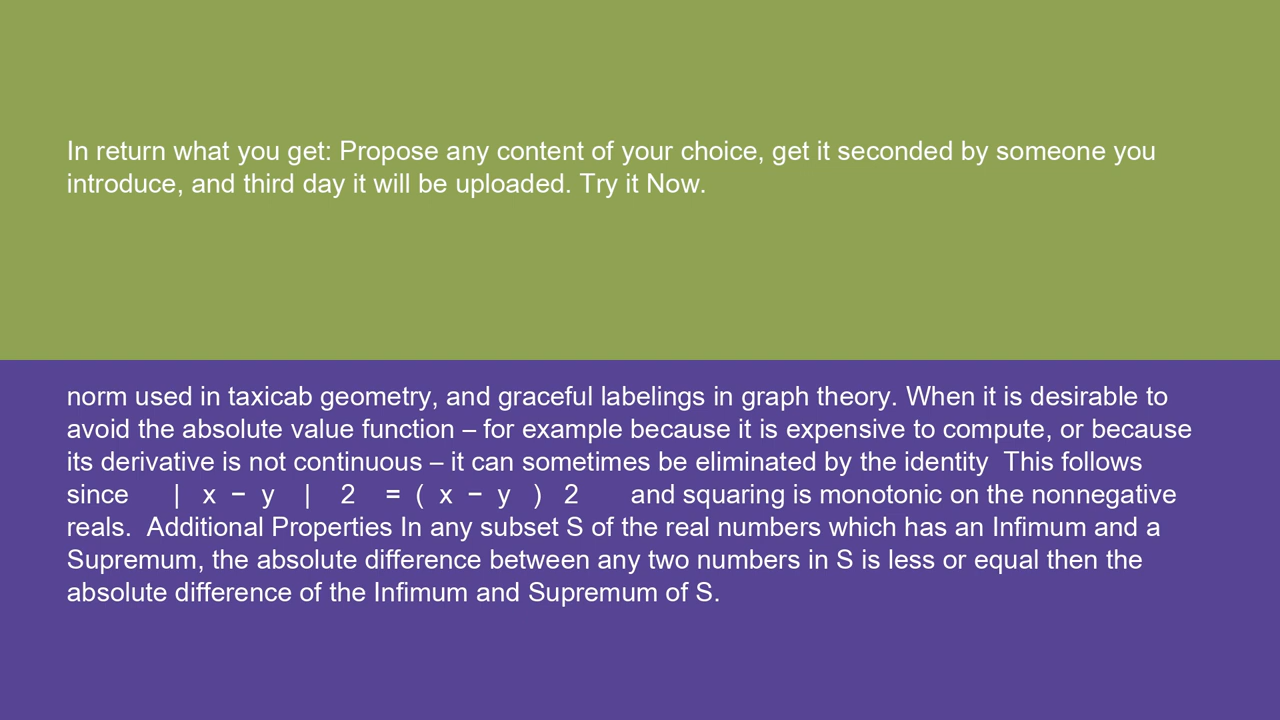 In return what you get: Propose any content of your choice, get it seconded by someone you
introduce, and third day it will be uploaded. Try it Now.
norm used in taxicab geometry, and graceful labelings in graph theory. When it is desirable to
avoid the absolute value function – for example because it is expensive to compute, or because
its derivative is not continuous – it can sometimes be eliminated by the identity  This follows
since | x − y | 2 = ( x − y ) 2 and squaring is monotonic on the nonnegative
reals.  Additional Properties In any subset S of the real numbers which has an Infimum and a
Supremum, the absolute difference between any two numbers in S is less or equal then the
absolute difference of the Infimum and Supremum of S.